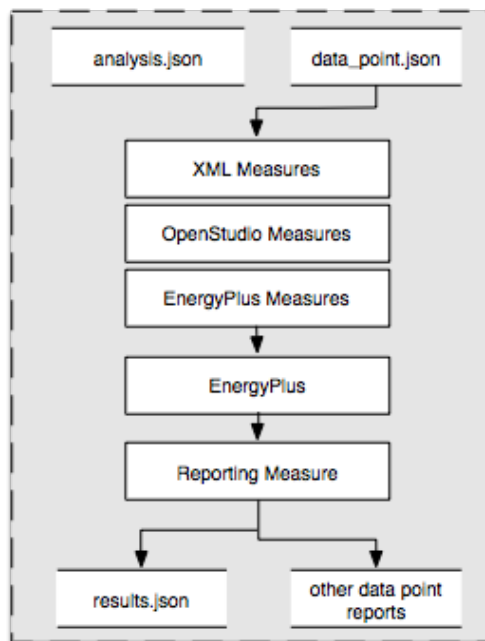 analysis.json
data_point.json
XML Measures
OpenStudio Measures
EnergyPlus Measures
EnergyPlus
Reporting Measure
results.json
other data point
reports